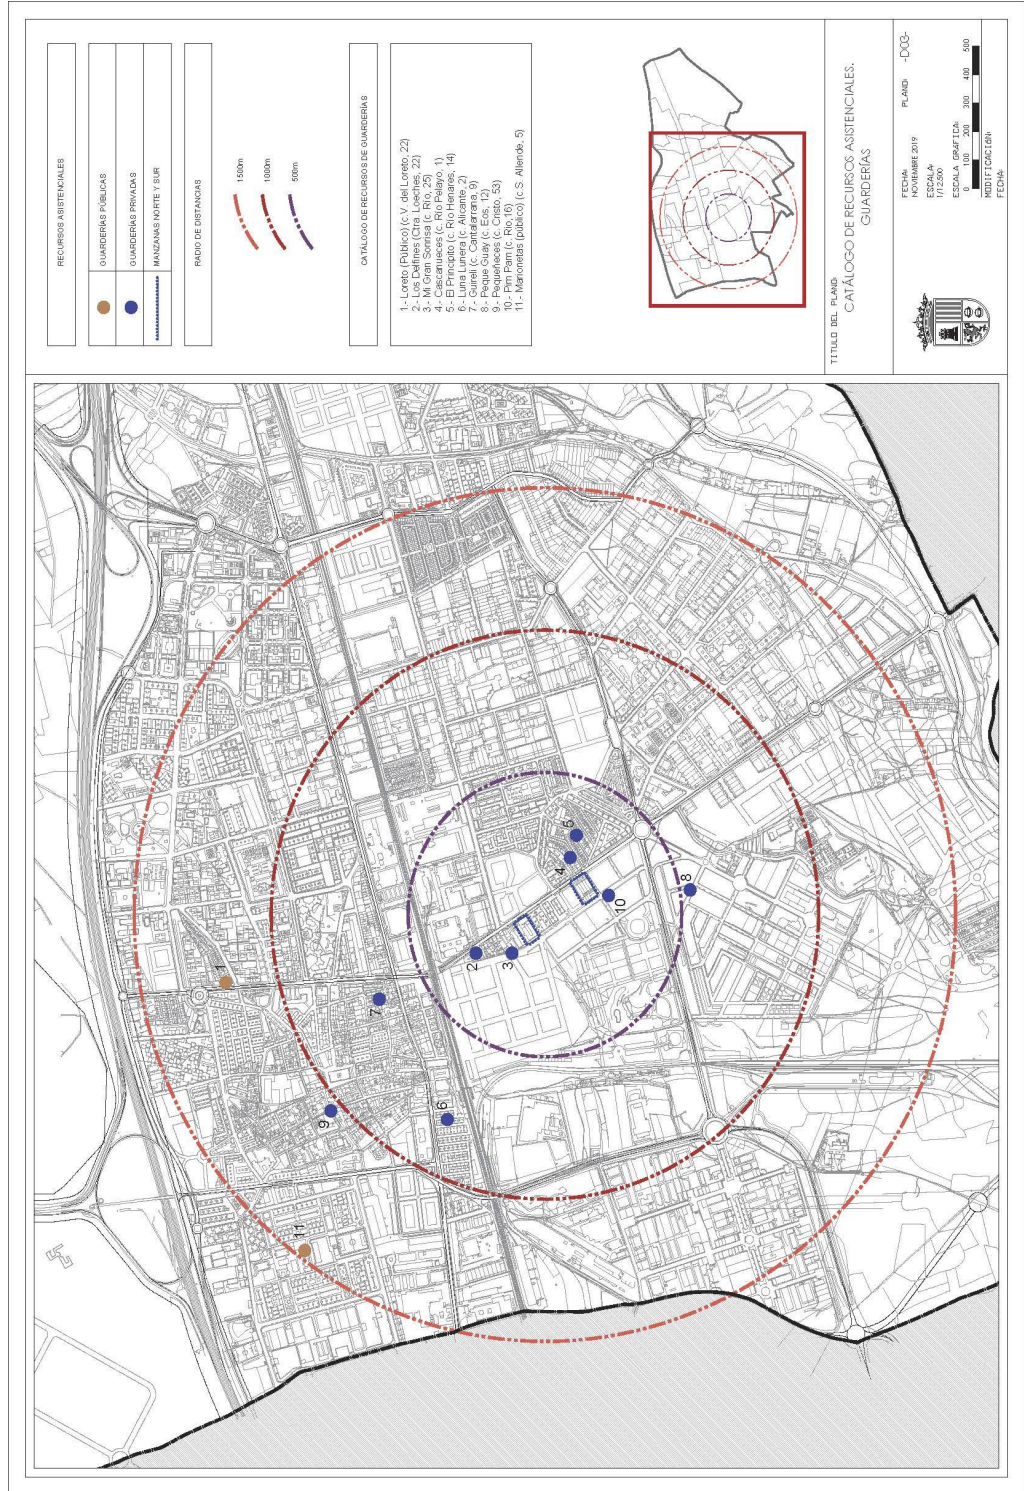 RECURSOS ASISTENCIALES
GUARDERÍAS PÚBLICAS
GUARDERÍAS PRIVADAS
MANZANAS NORTE Y SUR
RADIO DE DISTANCIAS
1500m
1000m
500m
CATÁLOGO DE RECURSOS DE GUARDERÍAS
1.- Loreto (Público) (c. V. del Loreto, 22)
2.- Los Delfines (Ctra. Loeches, 22)
3.- Mi Gran Sonrisa (c. Río, 25)
4.- Cascanueces (c. Río Pelayo, 1)
5.- El Principito (c. Río Henares, 14)
6.- Luna Lunera (c. Alicante, 2)
7.- Guirreli (c. Cantalarrana, 9)
8.- Peque Guay (c. Eos, 12)
9.- Pequeñeces (c. Cristo, 53)
10.- Pim Pam (c. Río, 16)
11.- Marionetas (público) (c. S. Allende, 5)
TITULO DEL PLANO:
CATÁLOGO DE RECURSOS ASISTENCIALES.
GUARDERÍAS
FECHA:
NOVIEMBRE 2019
PLANO:
-D03-
ESCALA:
1/12.500
ESCALA GRAFICA:
0 100 200 300 400 500
MODIFICACION:
FECHA:
1
2
3
4
5
6
7
8
9
10
11